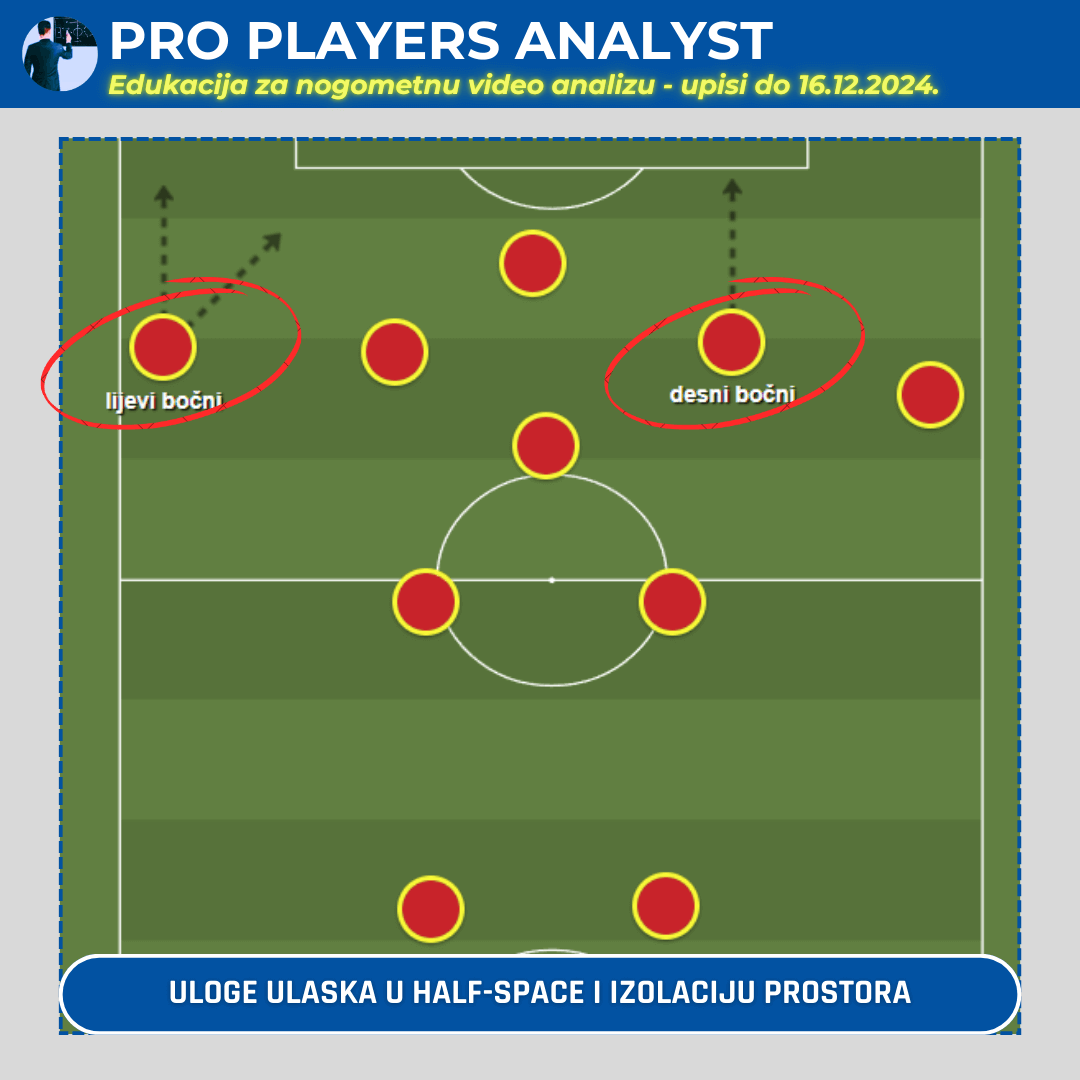 PRO PLAYERS ANALYST
Edukacija za nogometnu video analizu - upisi do 16.12.2024.
lijevi bočni
desni bočni
ULOGE ULASKA U HALF-SPACE I IZOLACIJU PROSTORA